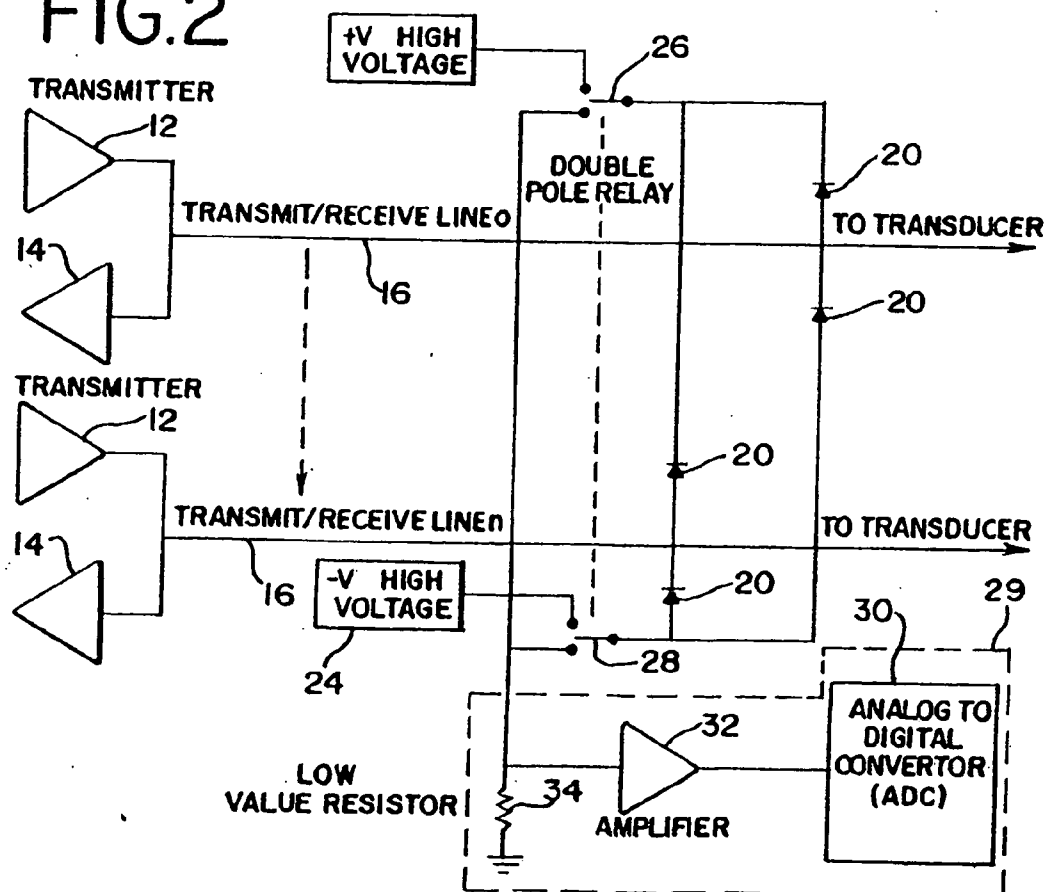 FIG.2
+V HIGH
VOLTAGE
26
TRANSMITTER
12
DOUBLE
POLE RELAY
20
TRANSMIT/RECEIVE LINE0
TO TRANSDUCER
14
16
20
TRANSMITTER
12
20
TRANSMIT/RECEIVE LINEn
TO TRANSDUCER
14
16
-V HIGH
VOLTAGE
20
29
30
24
28
32
ANALOG TO
DIGITAL
CONVERTOR
(ADC)
LOW
VALUE RESISTOR
34
AMPLIFIER